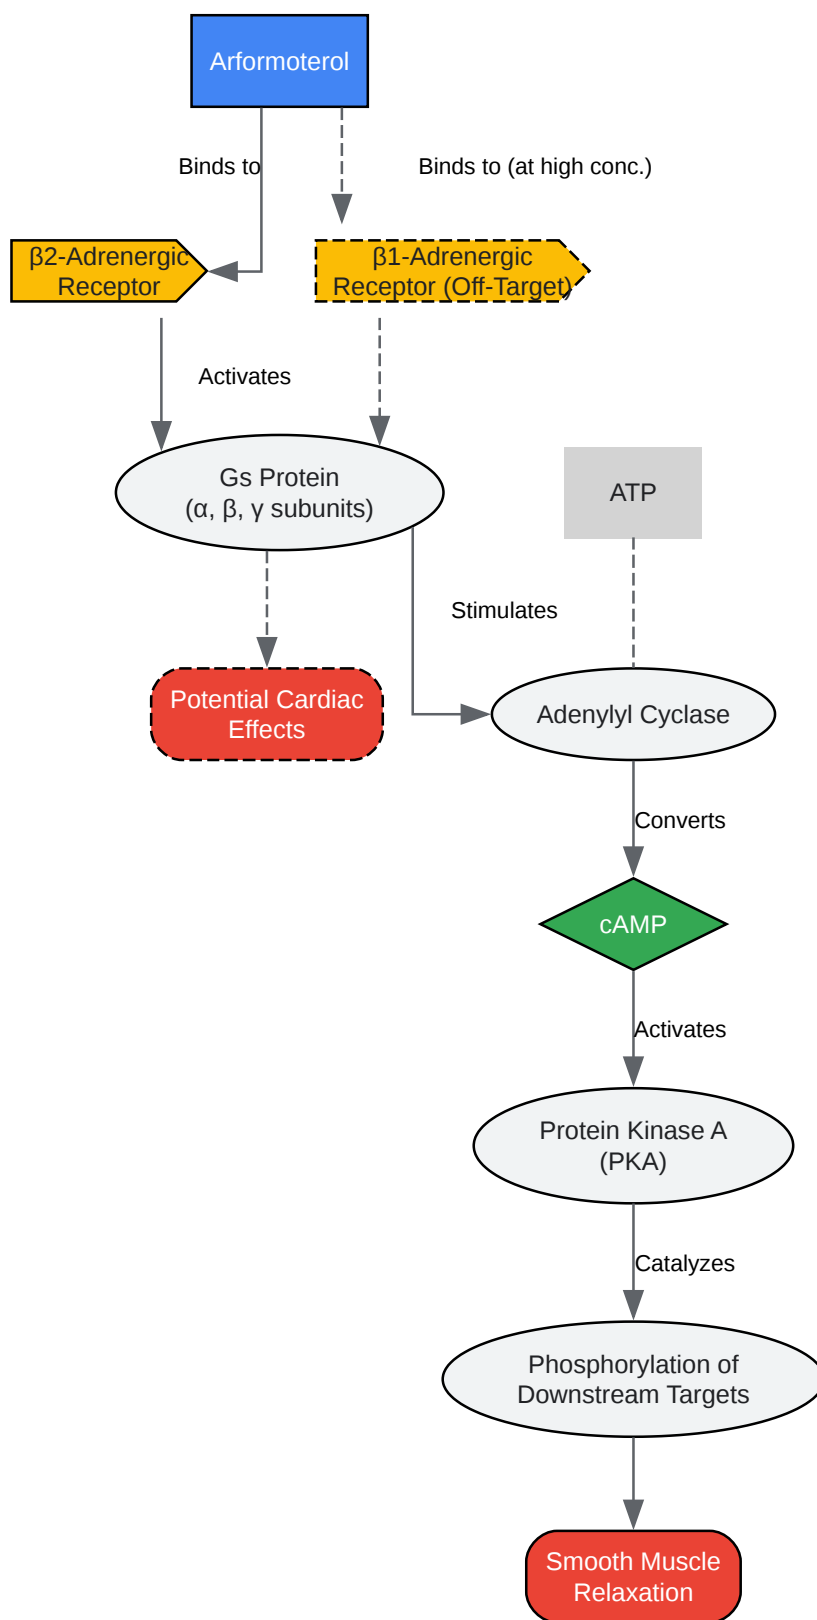 Arformoterol
Binds to
Binds to (at high conc.)
β2-Adrenergic
Receptor
β1-Adrenergic
Receptor (Off-Target)
Activates
Gs Protein
(α, β, γ subunits)
ATP
Stimulates
Potential Cardiac
Effects
Adenylyl Cyclase
Converts
cAMP
Activates
Protein Kinase A
(PKA)
Catalyzes
Phosphorylation of
Downstream Targets
Smooth Muscle
Relaxation